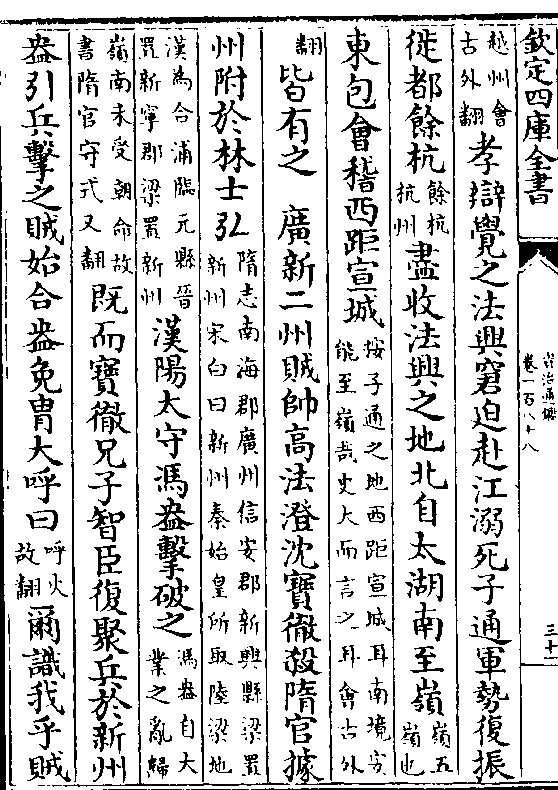 欽定四庫全書
資治通鑑
卷一百八十八
越州會
古外翻
孝辯覺之法興窘迫赴江溺死子通軍勢復振
徙都餘杭
餘杭
杭州
盡收法興之地北自太湖南至嶺
嶺五
嶺也
東包會稽西距宣城
按子通之地西距宣城耳南境安
能至嶺哉史大而言之耳會古外
翻
皆有之　廣新二州賊帥高法澄沈寶徹殺隋官據
州附於林士弘
隋志南海郡廣州信安郡新興縣梁置
新州宋白曰新州秦始皇所取陸梁地
漢為合浦臨元縣晉
置新寧郡梁置新州
漢陽太守馮盎擊破之
馮盎自大
業之亂歸
嶺南未受朝命故
書隋官守式又翻
既而寶徹兄子智臣復聚兵於新州
盎引兵擊之賊始合盎免胄大呼曰
呼火
故翻
爾識我乎賊